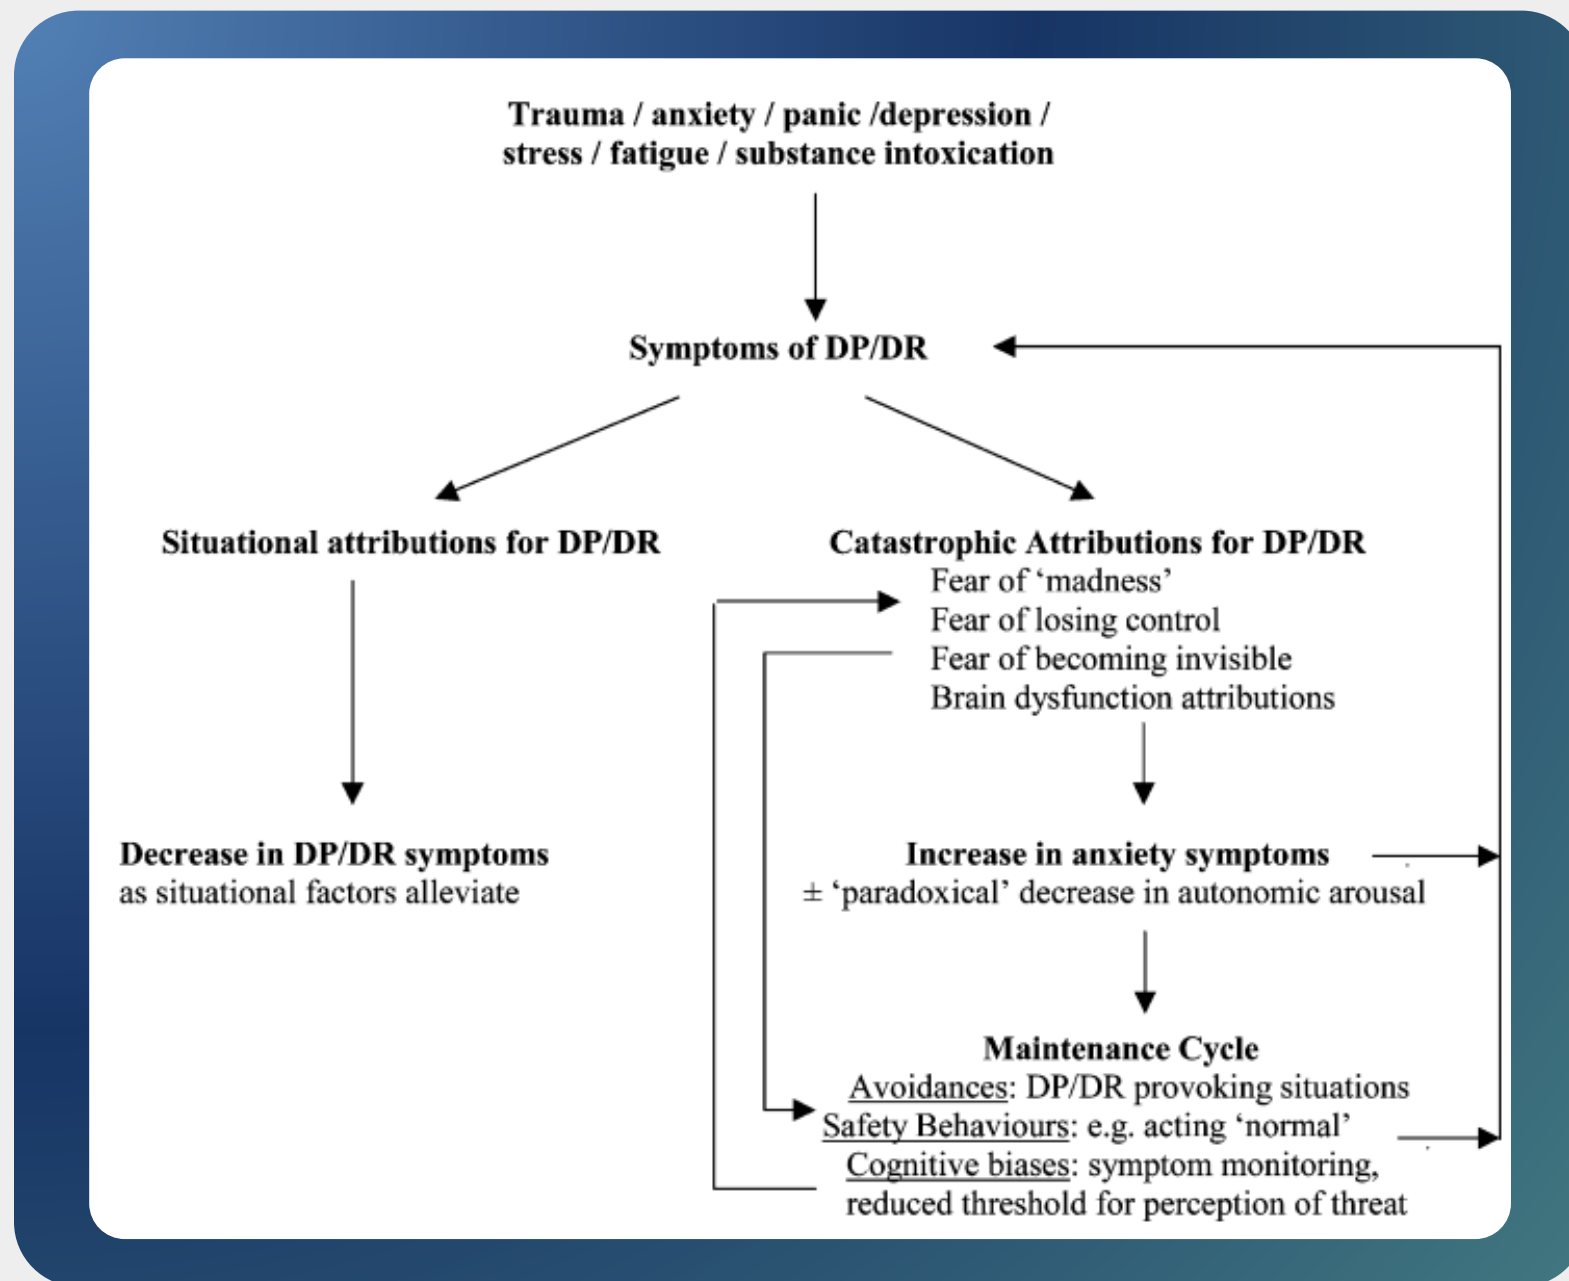 Trauma / anxiety / panic /depression /
stress / fatigue / substance intoxication
Symptoms of DP/DR
Situational attributions for DP/DR
Catastrophic Attributions for DP/DR
Fear of ‘madness’
Fear of losing control
Fear of becoming invisible
Brain dysfunction attributions
Decrease in DP/DR symptoms
as situational factors alleviate
Increase in anxiety symptoms
± ‘paradoxical’ decrease in autonomic arousal
Maintenance Cycle
Avoidances: DP/DR provoking situations
Safety Behaviours: e.g. acting ‘normal’
Cognitive biases: symptom monitoring,
reduced threshold for perception of threat